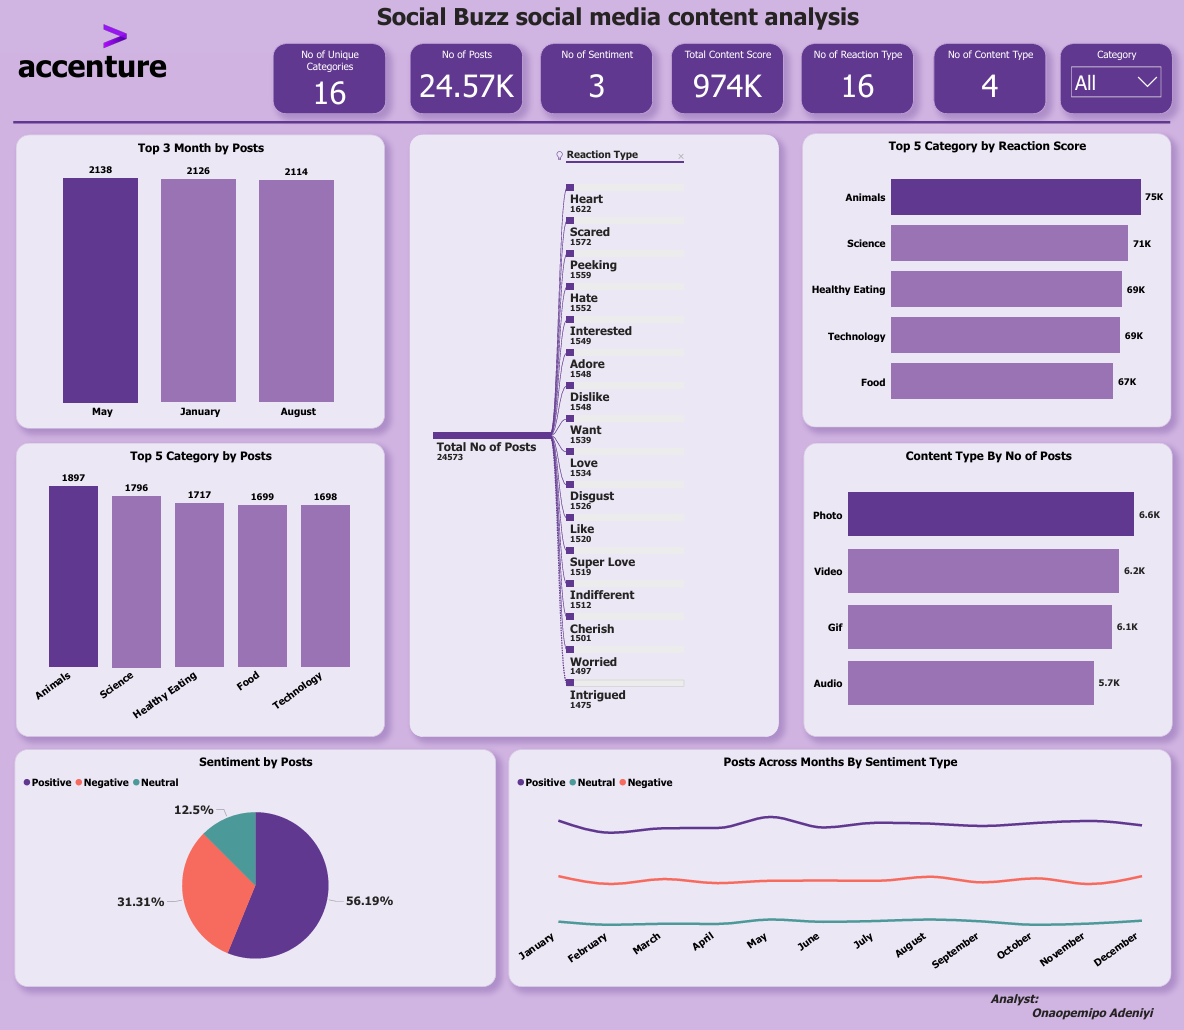 Social Buzz social media content analysis
>
accenture
No of Unique
Categories
16
No of Posts
24.57K
No of Sentiment
3
Total Content Score
974K
No of Reaction Type
16
No of Content Type
4
Category
All
Top 3 Month by Posts
2138
2126
2114
May
January
August
Reaction Type
Heart
1622
Scared
1572
Peeking
1559
Hate
1552
Interested
1549
Adore
1548
Dislike
1548
Want
1539
Love
1534
Disgust
1526
Like
1520
Super Love
1519
Indifferent
1512
Cherish
1501
Worried
1497
Intrigued
1475
Total No of Posts
24573
Top 5 Category by Reaction Score
Animals 75K
Science 71K
Healthy Eating 69K
Technology 69K
Food 67K
Top 5 Category by Posts
1897
1796
1717
1699
1698
Animals
Science
Healthy Eating
Food
Technology
Content Type By No of Posts
Photo 6.6K
Video 6.2K
Gif 6.1K
Audio 5.7K
Sentiment by Posts
Positive Negative Neutral
12.5%
31.31%
56.19%
Posts Across Months By Sentiment Type
Positive Neutral Negative
January
February
March
April
May
June
July
August
September
October
November
December
Analyst:
Onaopemipo Adeniyi